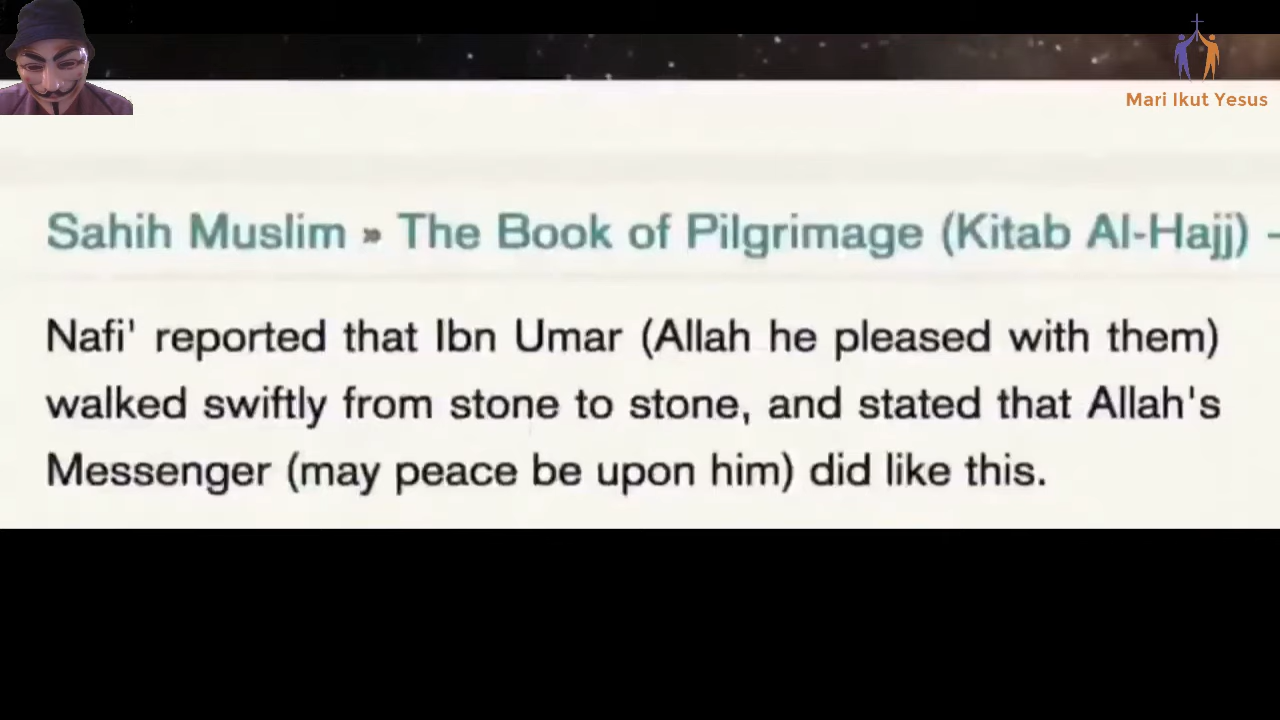 Mari Ikut Yesus
Sahih Muslim » The Book of Pilgrimage (Kitab Al-Hajj) -
Nafi' reported that Ibn Umar (Allah he pleased with them)
walked swiftly from stone to stone, and stated that Allah's
Messenger (may peace be upon him) did like this.